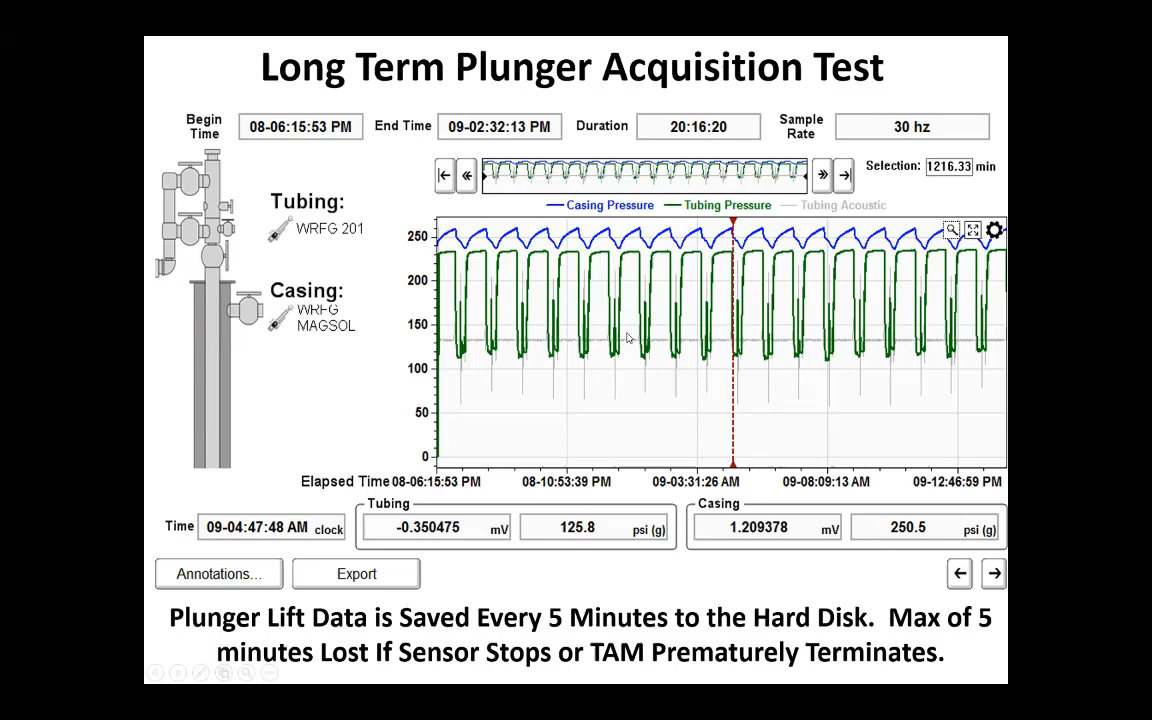 Long Term Plunger Acquisition Test
Begin Time 08-06:15:53 PM End Time 09-02:32:13 PM Duration 20:16:20 Sample Rate 30 hz
Selection: 1216.33 min
Tubing:
WRFG 201
Casing:
WRFG
MAGSOL
Casing Pressure Tubing Pressure Tubing Acoustic
250
200
150
100
50
0
Elapsed Time 08-06:15:53 PM 08-10:53:39 PM 09-03:31:26 AM 09-08:09:13 AM 09-12:46:59 PM
Tubing Casing
Time 09-04:47:48 AM clock -0.350475 mV 125.8 psi (g) 1.209378 mV 250.5 psi (g)
Annotations... Export
Plunger Lift Data is Saved Every 5 Minutes to the Hard Disk. Max of 5
minutes Lost If Sensor Stops or TAM Prematurely Terminates.